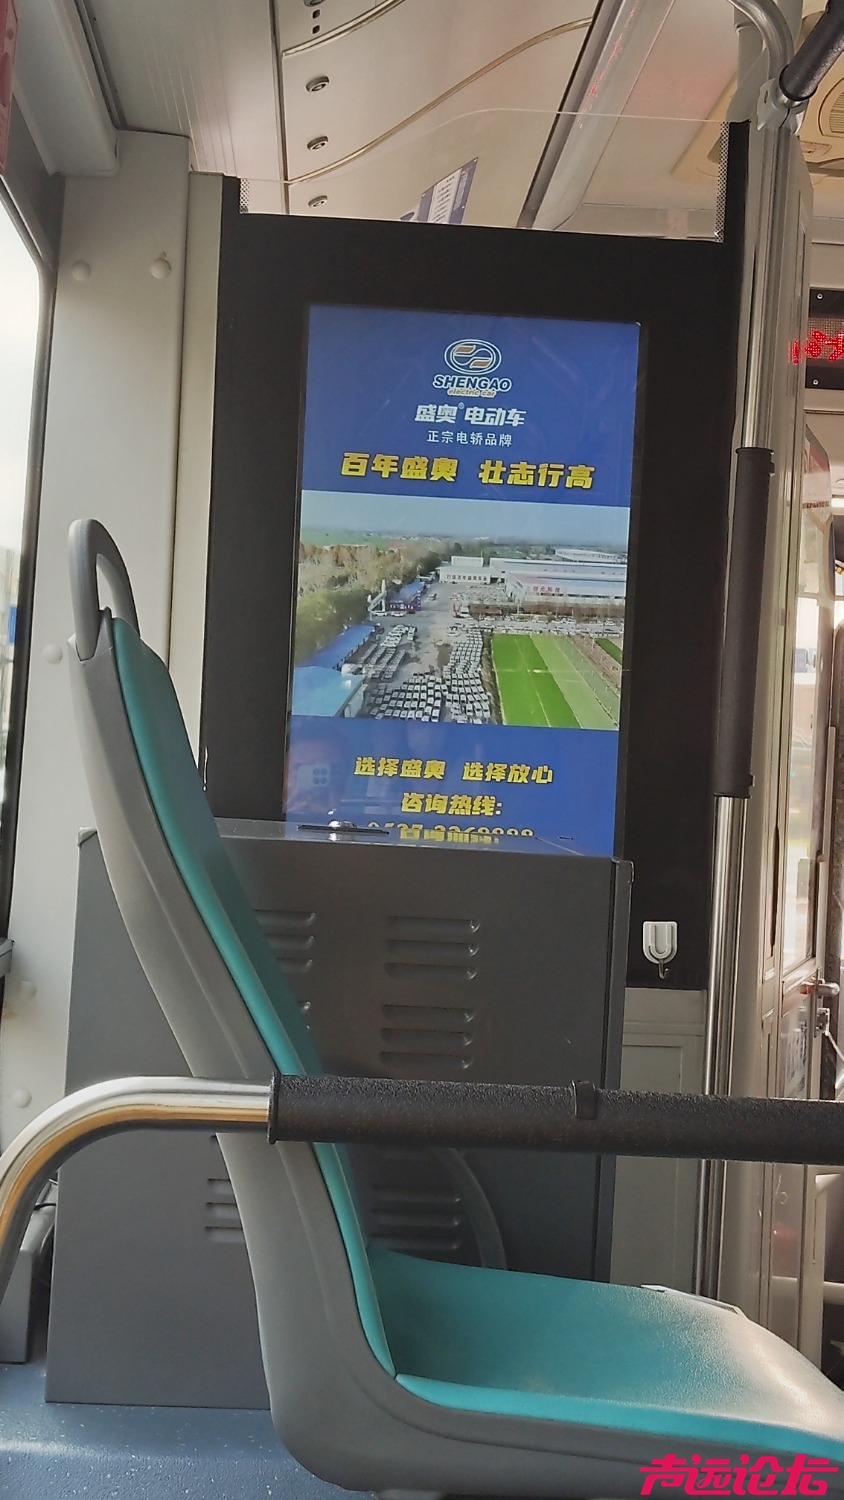 SHENGAO
electric car
盛奥®电动车
正宗电轿品牌
百年盛奥 壮志行高
选择盛奥 选择放心
咨询热线:
声远论坛